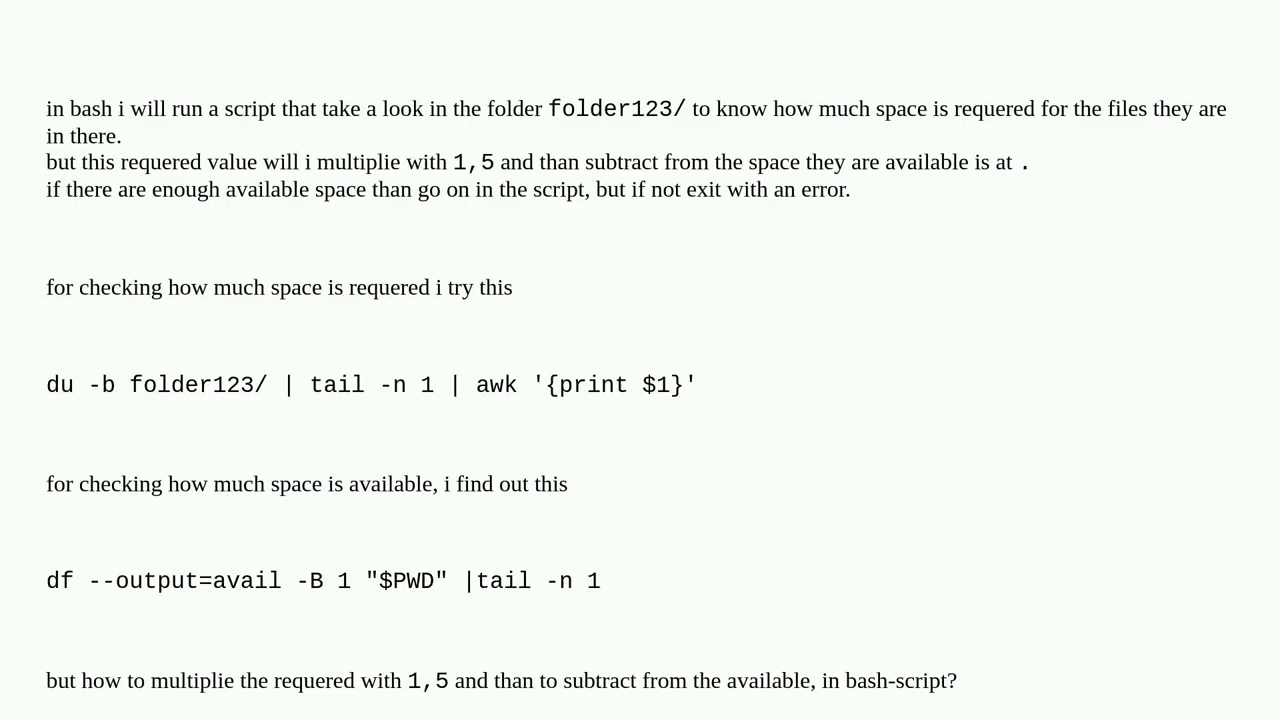 in bash i will run a script that take a look in the folder folder123/ to know how much space is requered for the files they are
in there.
but this requered value will i multiplie with 1,5 and than subtract from the space they are available is at .
if there are enough available space than go on in the script, but if not exit with an error.
for checking how much space is requered i try this
du -b folder123/ | tail -n 1 | awk '{print $1}'
for checking how much space is available, i find out this
df --output=avail -B 1 "$PWD" |tail -n 1
but how to multiplie the requered with 1,5 and than to subtract from the available, in bash-script?